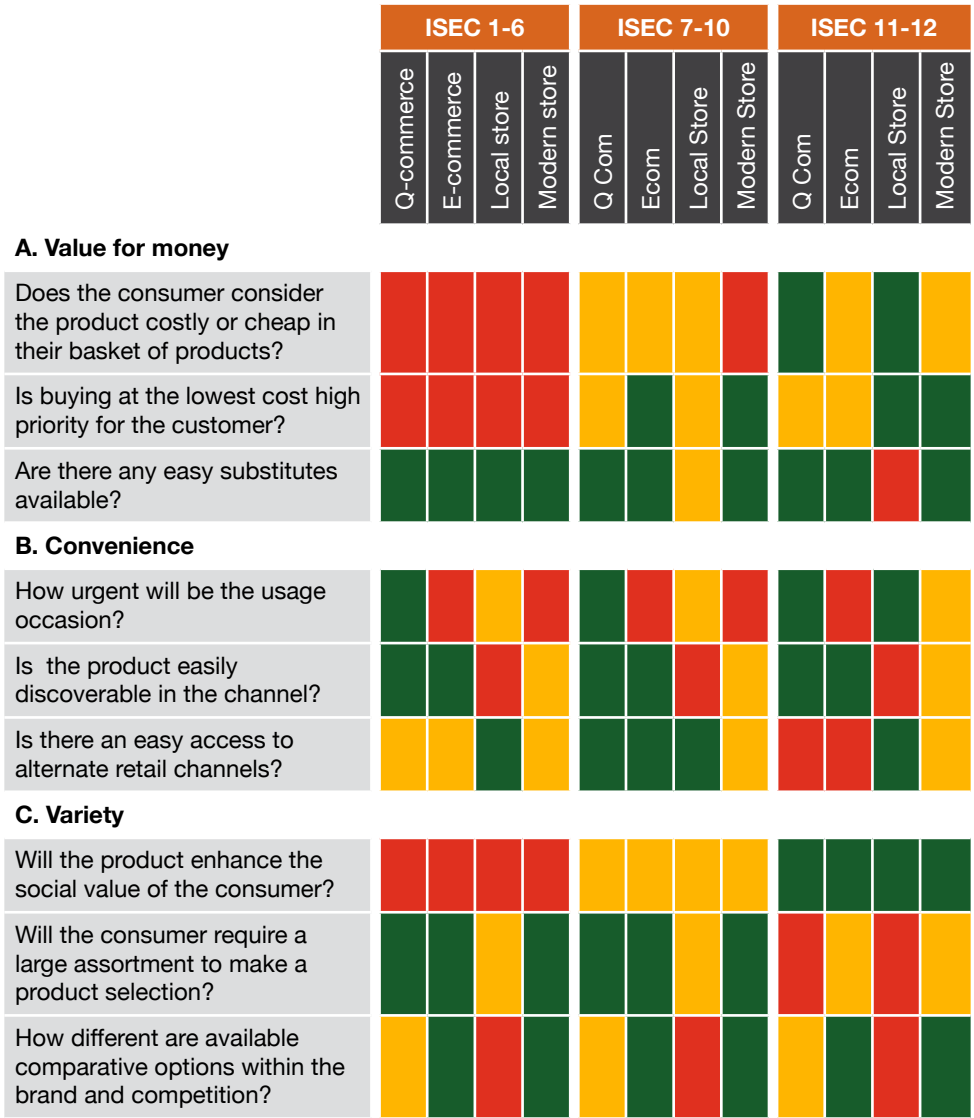 ISEC 1-6
ISEC 7-10
ISEC 11-12
Q-commerce
E-commerce
Local store
Modern store
Q Com
Ecom
Local Store
Modern Store
Q Com
Ecom
Local Store
Modern Store
A. Value for money
Does the consumer consider
the product costly or cheap in
their basket of products?
Is buying at the lowest cost high
priority for the customer?
Are there any easy substitutes
available?
B. Convenience
How urgent will be the usage
occasion?
Is the product easily
discoverable in the channel?
Is there an easy access to
alternate retail channels?
C. Variety
Will the product enhance the
social value of the consumer?
Will the consumer require a
large assortment to make a
product selection?
How different are available
comparative options within the
brand and competition?